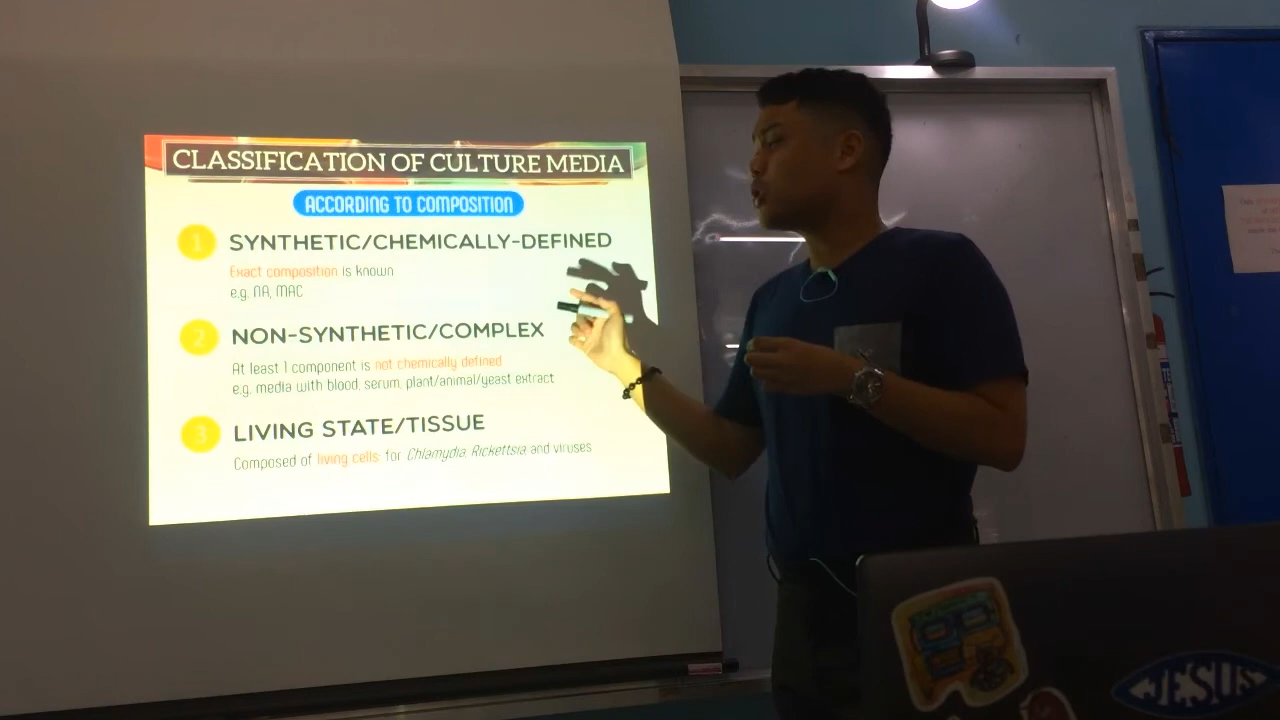 CLASSIFICATION OF CULTURE MEDIA
ACCORDING TO COMPOSITION
1 SYNTHETIC/CHEMICALLY-DEFINED
Exact composition is known
e.g. NA, MAC
2 NON-SYNTHETIC/COMPLEX
At least 1 component is not chemically defined
e.g. media with blood, serum, plant/animal/yeast extract
3 LIVING STATE/TISSUE
Composed of living cells: for Chlamydia, Rickettsia, and viruses
JESUS